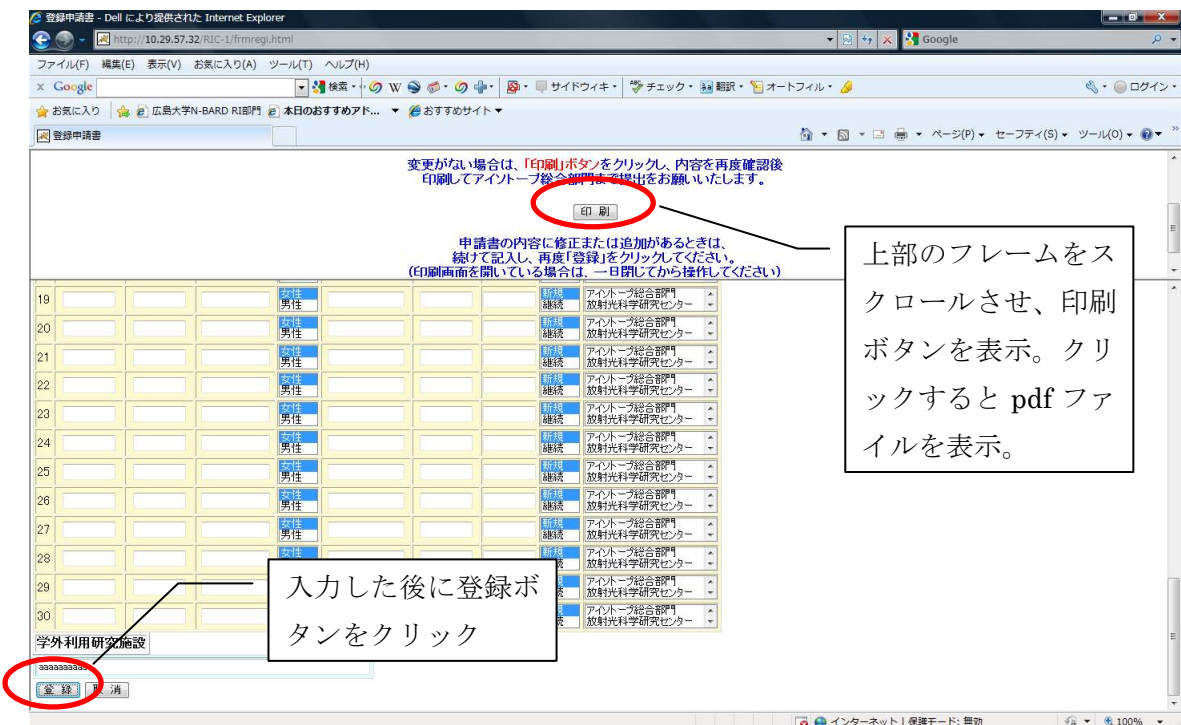 登録申請書 - Dell により提供された Internet Explorer
http://10.29.57.32/RIC-1/frmregi.html
Google
ファイル(F) 編集(E) 表示(V) お気に入り(A) ツール(T) ヘルプ(H)
× Google 検索 サイドウィキ チェック 翻訳 オートフィル ログイン
お気に入り 広島大学N-BARD RI部門 本日のおすすめアド... おすすめサイト
登録申請書 ページ(P) セーフティ(S) ツール(O)
変更がない場合は、「印刷」ボタンをクリックし、内容を再度確認後
印刷してアイソトープ総合部門まで提出をお願いいたします。
印 刷
申請書の内容に修正または追加があるときは、
続けて記入し、再度「登録」をクリックしてください。
(印刷画面を開いている場合は、一旦閉じてから操作してください)
上部のフレームをス
クロールさせ、印刷
ボタンを表示。クリ
ックすると pdf ファ
イルを表示。
19 女性 新規 アイソトープ総合部門
男性 継続 放射光科学研究センター
20 女性 新規 アイソトープ総合部門
男性 継続 放射光科学研究センター
21 女性 新規 アイソトープ総合部門
男性 継続 放射光科学研究センター
22 女性 新規 アイソトープ総合部門
男性 継続 放射光科学研究センター
23 女性 新規 アイソトープ総合部門
男性 継続 放射光科学研究センター
24 女性 新規 アイソトープ総合部門
男性 継続 放射光科学研究センター
25 女性 新規 アイソトープ総合部門
男性 継続 放射光科学研究センター
26 女性 新規 アイソトープ総合部門
男性 継続 放射光科学研究センター
27 女性 新規 アイソトープ総合部門
男性 継続 放射光科学研究センター
28 女性 新規 アイソトープ総合部門
放射光科学研究センター
29 アイソトープ総合部門
放射光科学研究センター
30 アイソトープ総合部門
放射光科学研究センター
入力した後に登録ボ
タンをクリック
学外利用研究施設
登 録 取 消
インターネット | 保護モード: 無効 100%